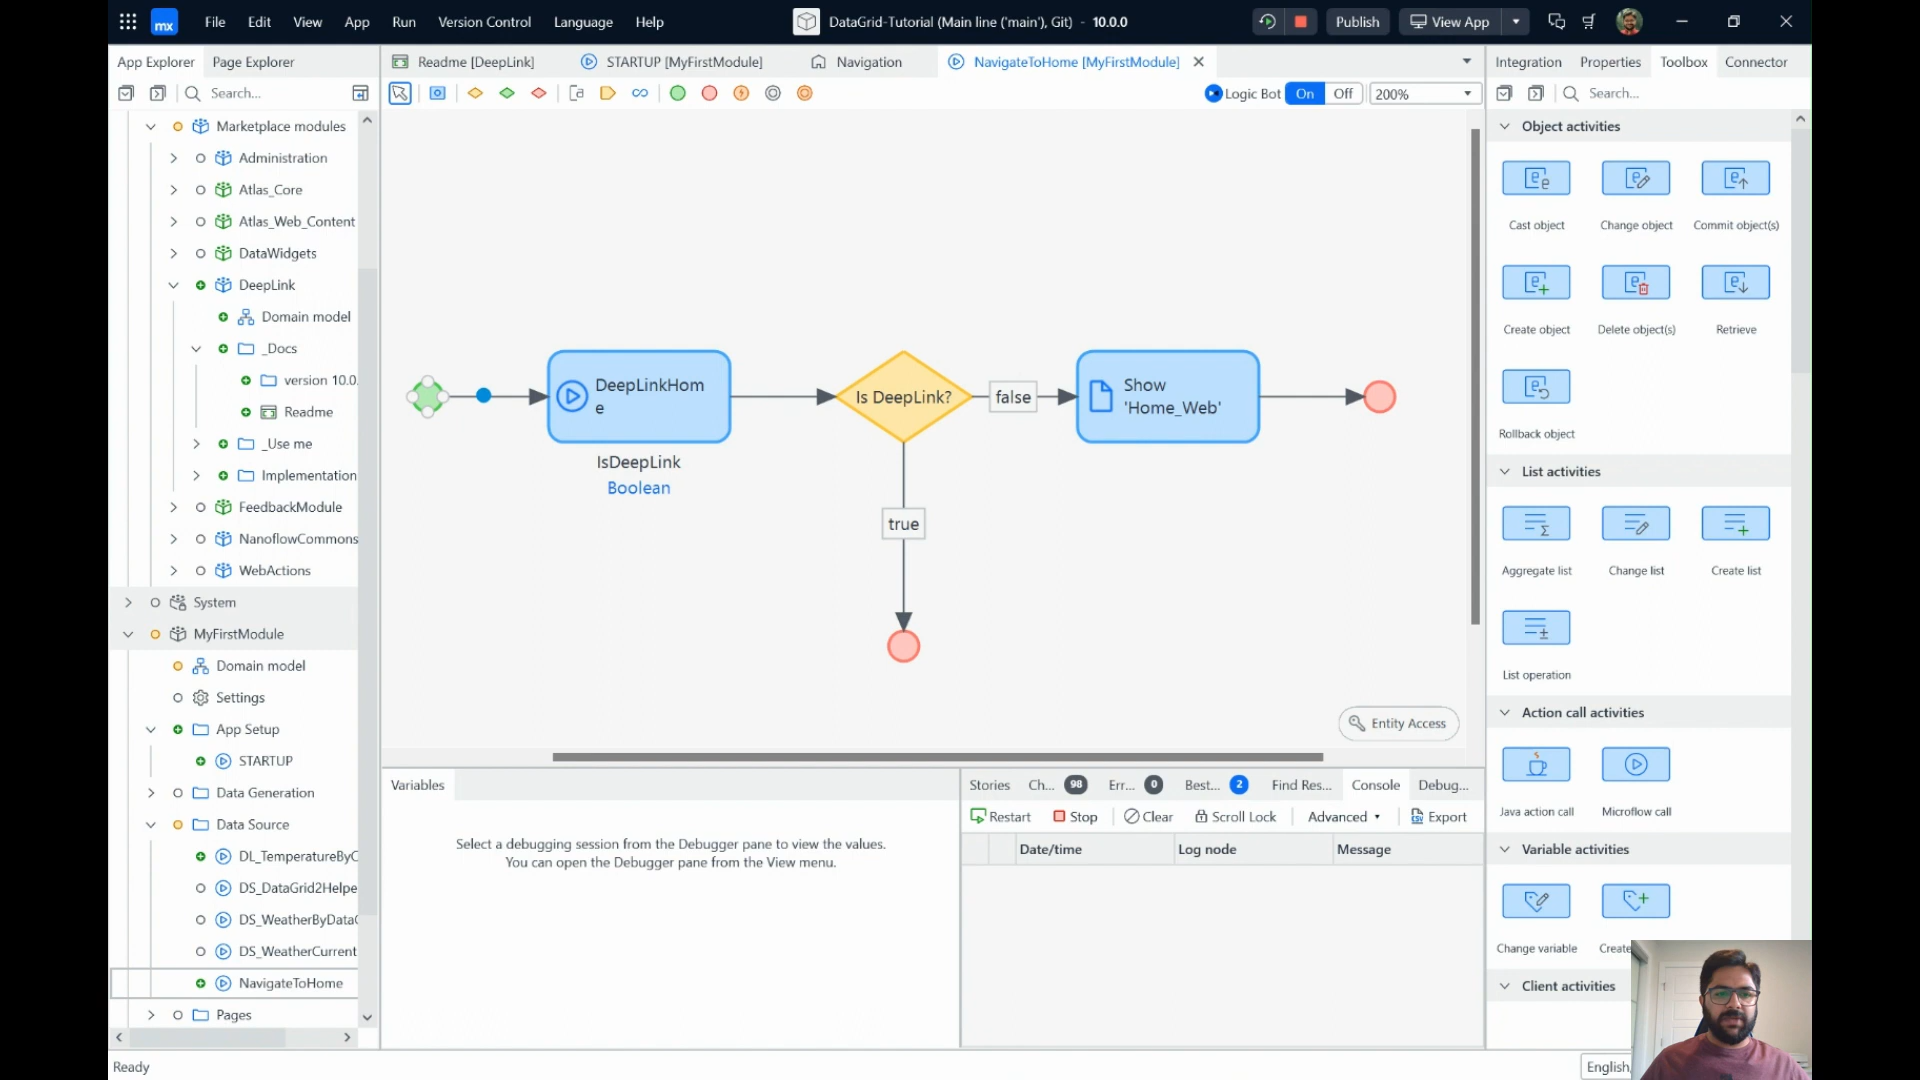 mx
File Edit View App Run Version Control Language Help
DataGrid-Tutorial (Main line ('main'), Git) - 10.0.0
Publish
View App
App Explorer Page Explorer
Readme [DeepLink]
STARTUP [MyFirstModule]
Navigation
NavigateToHome [MyFirstModule]
Integration Properties Toolbox Connector
Search...
Logic Bot On Off 200%
Search...
Marketplace modules
Administration
Atlas_Core
Atlas_Web_Content
DataWidgets
DeepLink
Domain model
_Docs
version 10.0.
Readme
_Use me
Implementation
FeedbackModule
NanoflowCommons
WebActions
System
MyFirstModule
Domain model
Settings
App Setup
STARTUP
Data Generation
Data Source
DL_TemperatureByC
DS_DataGrid2Helpe
DS_WeatherByData
DS_WeatherCurrent
NavigateToHome
Pages
DeepLinkHom
e
IsDeepLink
Boolean
Is DeepLink?
false
true
Show
'Home_Web'
Entity Access
Variables
Select a debugging session from the Debugger pane to view the values.
You can open the Debugger pane from the View menu.
Stories Ch... 98 Err... 0 Best... 2 Find Res... Console Debug...
Restart Stop Clear Scroll Lock Advanced Export
Date/time Log node Message
Object activities
Cast object Change object Commit object(s)
Create object Delete object(s) Retrieve
Rollback object
List activities
Aggregate list Change list Create list
List operation
Action call activities
Java action call Microflow call
Variable activities
Change variable Create
Client activities
Ready
English,